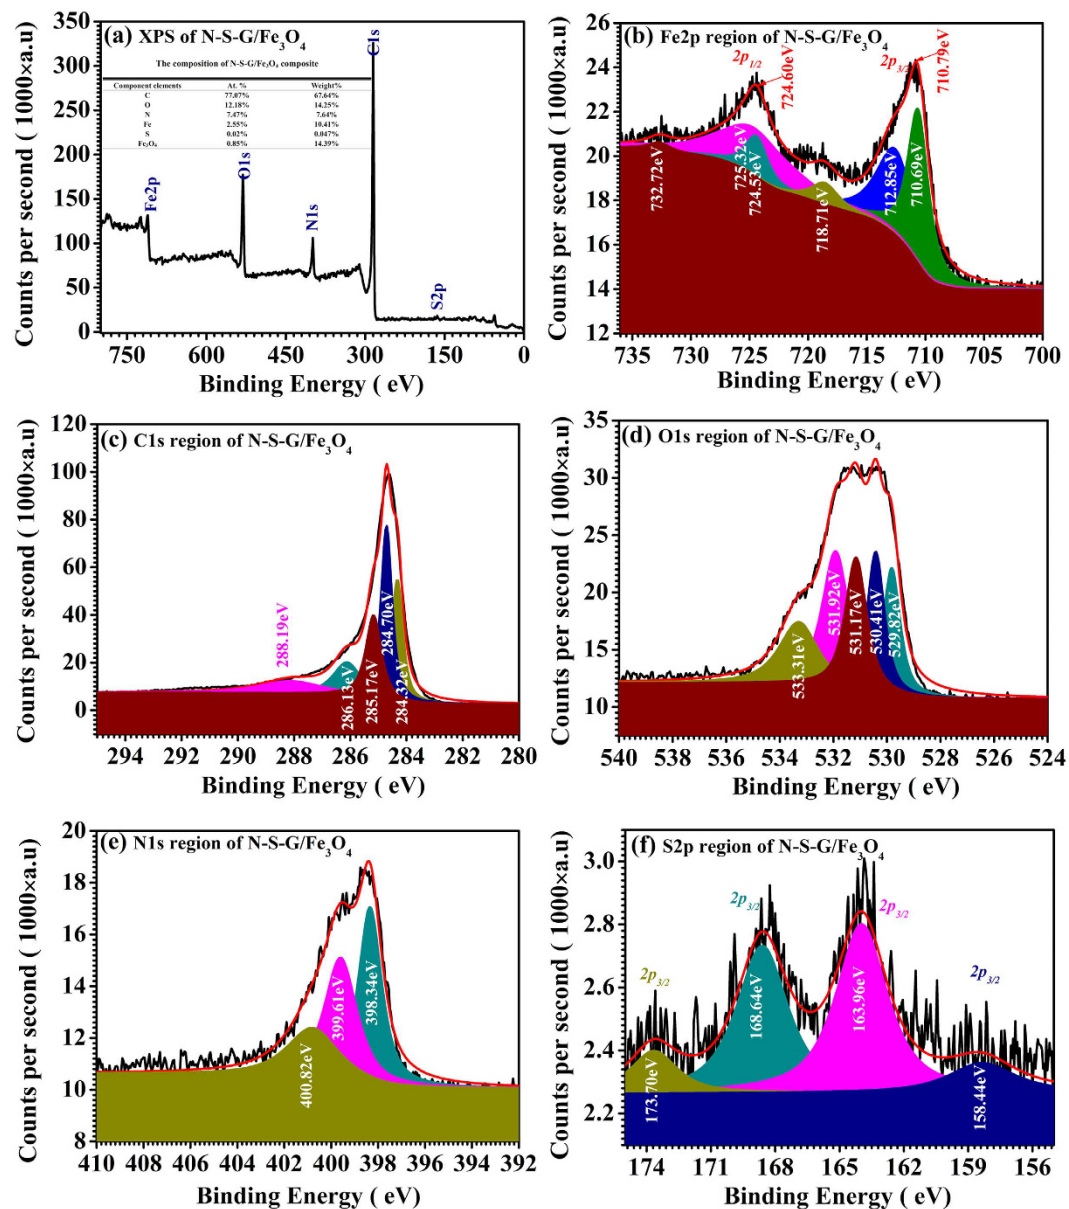 (a) XPS of N-S-G/Fe3O4
The composition of N-S-G/Fe3O4 composite
Component elements At. % Weight%
C 77.07% 67.64%
O 12.18% 14.25%
N 7.47% 7.64%
Fe 2.55% 10.41%
S 0.02% 0.047%
Fe3O4 0.85% 14.39%
Fe2p
O1s
N1s
C1s
S2p
350
300
250
200
150
100
50
0
750 600 450 300 150 0
Counts per second ( 1000×a.u)
Binding Energy ( eV)
(b) Fe2p region of N-S-G/Fe3O4
2p1/2
724.60eV
2p3/2
710.79eV
732.72eV
725.32eV
724.53eV
718.71eV
712.85eV
710.69eV
26
24
22
20
18
16
14
12
735 730 725 720 715 710 705 700
Counts per second ( 1000×a.u)
Binding Energy ( eV)
(c) C1s region of N-S-G/Fe3O4
288.19eV
286.13eV
285.17eV
284.70eV
284.32eV
120
100
80
60
40
20
0
294 292 290 288 286 284 282 280
Counts per second ( 1000×a.u)
Binding Energy ( eV)
(d) O1s region of N-S-G/Fe3O4
533.31eV
531.92eV
531.17eV
530.41eV
529.82eV
35
30
25
20
15
10
540 538 536 534 532 530 528 526 524
Counts per second ( 1000×a.u)
Binding Energy ( eV)
(e) N1s region of N-S-G/Fe3O4
400.82eV
399.61eV
398.34eV
20
18
16
14
12
10
8
410 408 406 404 402 400 398 396 394 392
Counts per second ( 1000×a.u)
Binding Energy ( eV)
(f) S2p region of N-S-G/Fe3O4
2p3/2
2p3/2
2p3/2
2p3/2
173.70eV
168.64eV
163.96eV
158.44eV
3.0
2.8
2.6
2.4
2.2
174 171 168 165 162 159 156
Counts per second ( 1000×a.u)
Binding Energy ( eV)